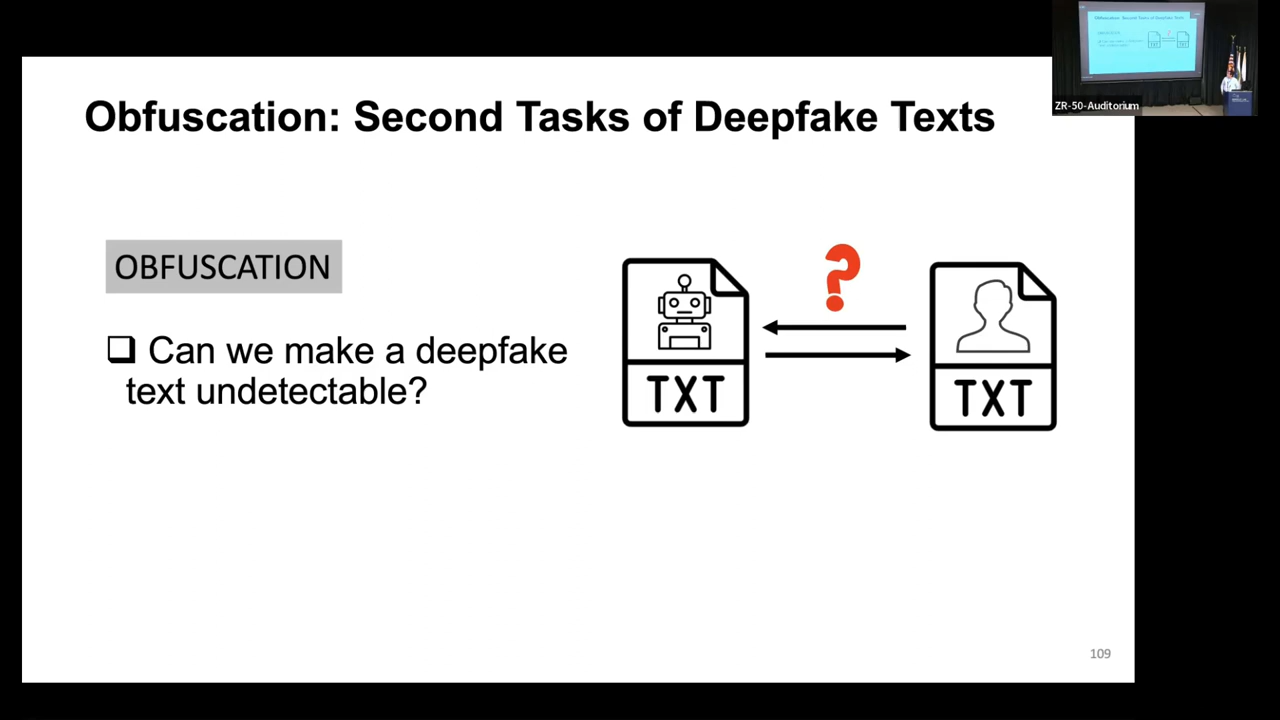 Obfuscation: Second Tasks of Deepfake Texts
ZR-50-Auditorium
OBFUSCATION
❑ Can we make a deepfake
text undetectable?
?
TXT
TXT
109